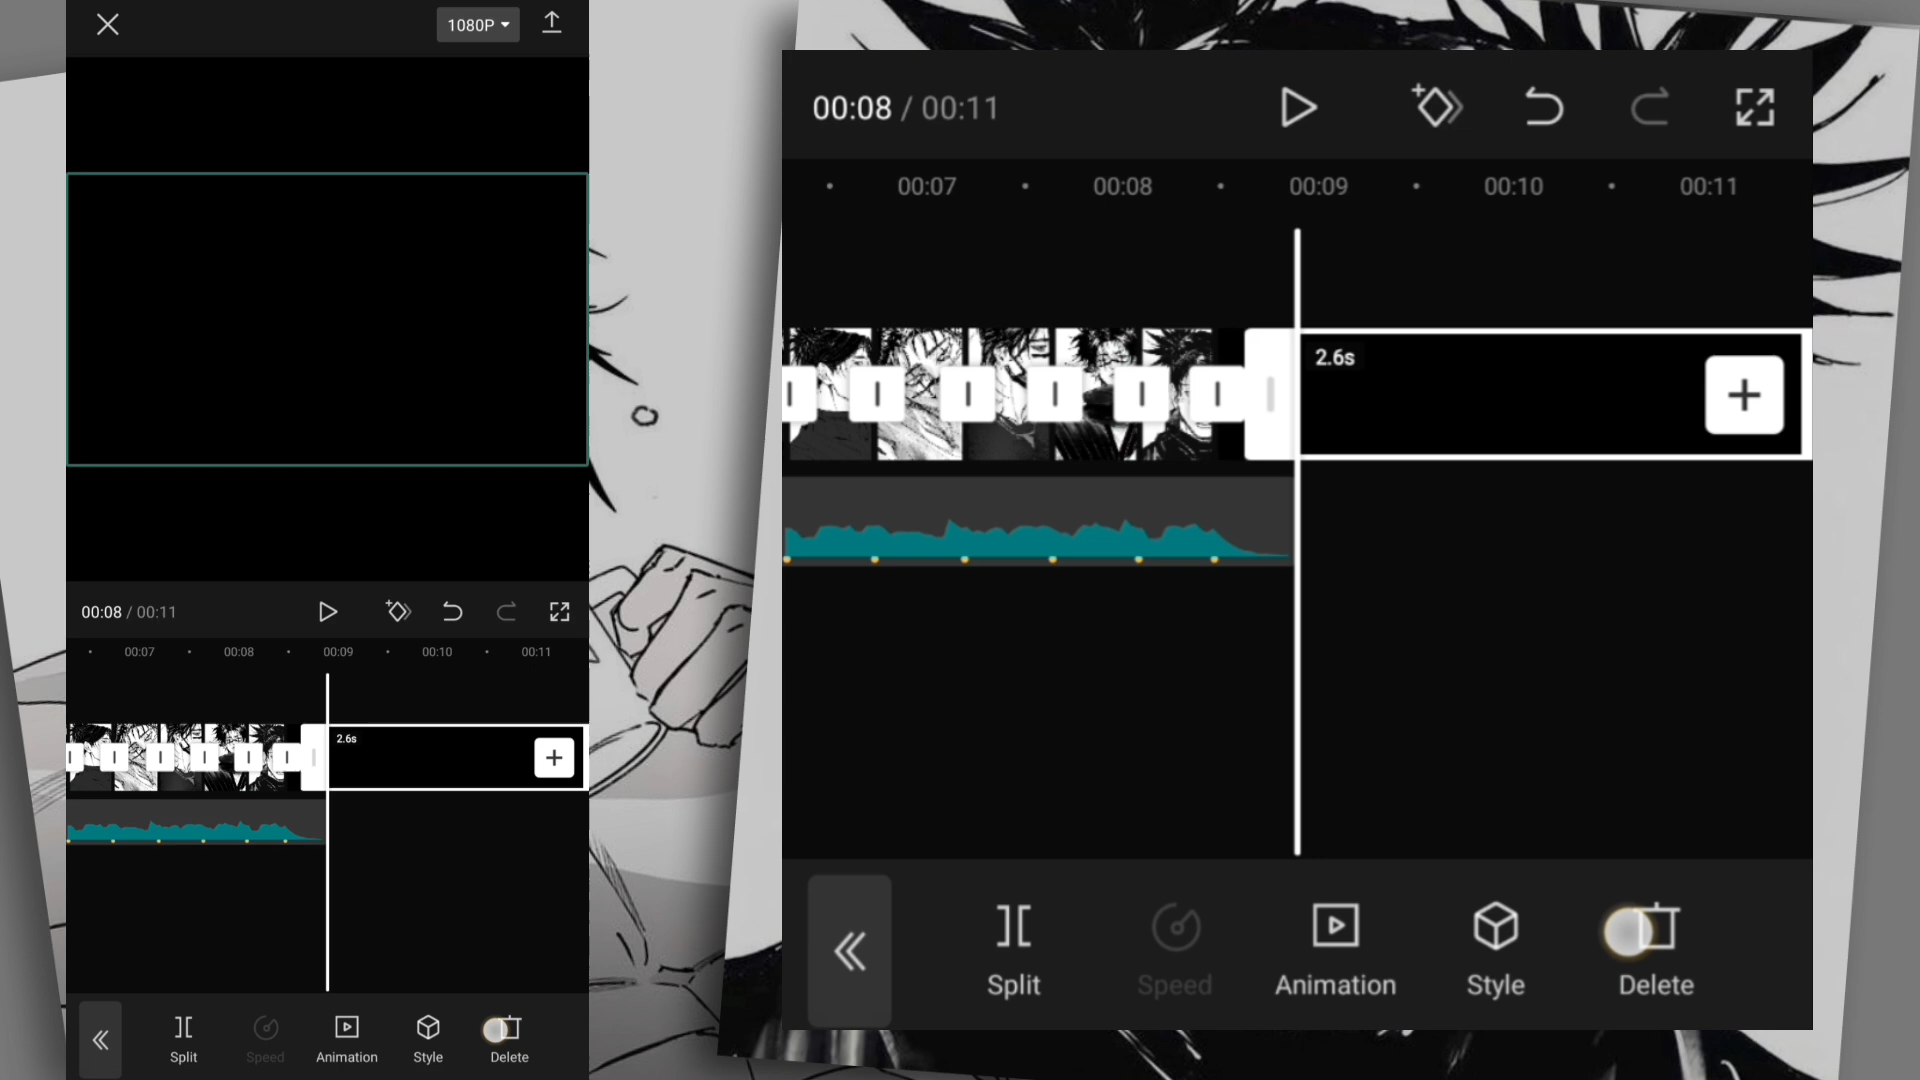 1080P
00:08 / 00:11
00:07 00:08 00:09 00:10 00:11
2.6s
Split Speed Animation Style Delete
00:08 / 00:11
00:07 00:08 00:09 00:10 00:11
2.6s
Split Speed Animation Style Delete